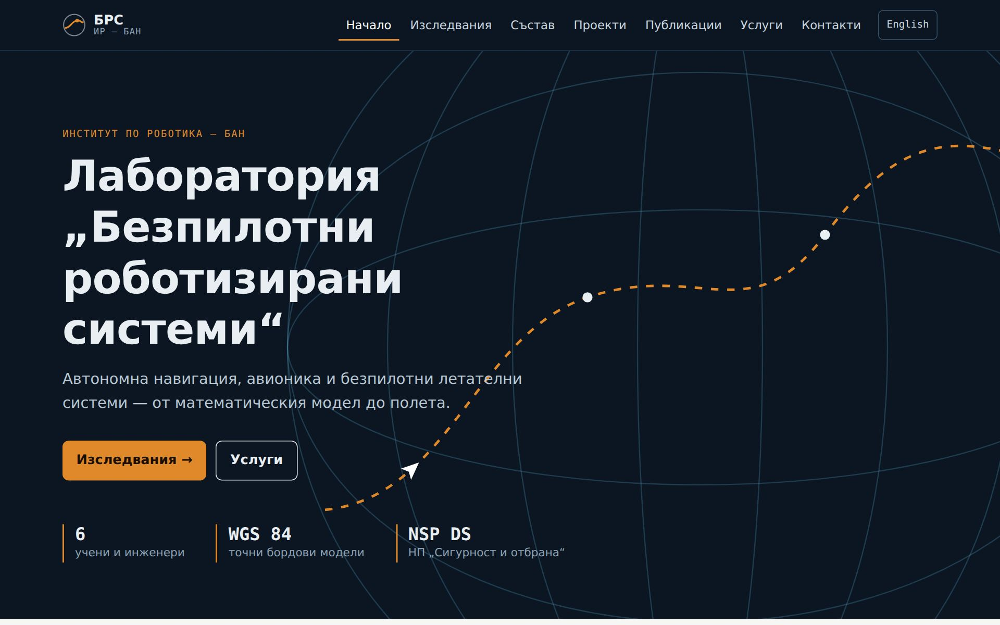 БРС
ИР — БАН
Начало
Изследвания
Състав
Проекти
Публикации
Услуги
Контакти
English
ИНСТИТУТ ПО РОБОТИКА — БАН
Лаборатория
„Безпилотни
роботизирани
системи“
Автономна навигация, авионика и безпилотни летателни
системи — от математическия модел до полета.
Изследвания →
Услуги
6
учени и инженери
WGS 84
точни бордови модели
NSP DS
НП „Сигурност и отбрана“